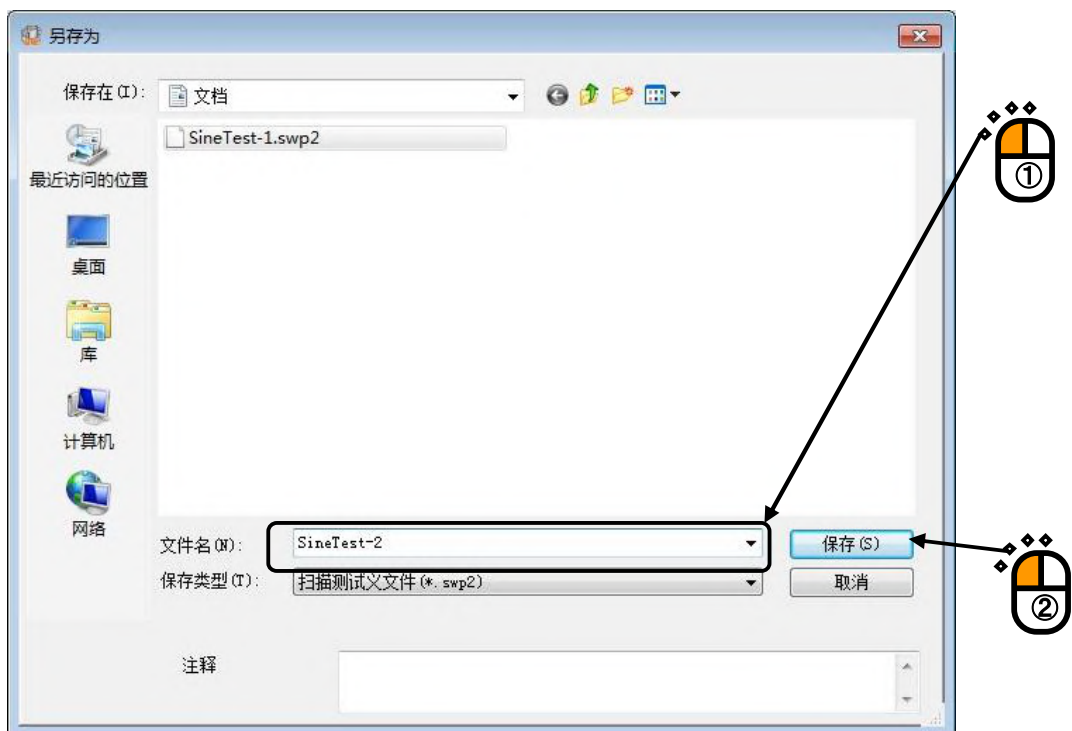 另存为
保存在(I):
文档
SineTest-1.swp2
最近访问的位置
桌面
库
计算机
网络
文件名(N):
SineTest-2
保存(S)
保存类型(T):
扫描测试义文件(*.swp2)
取消
注释
①
②